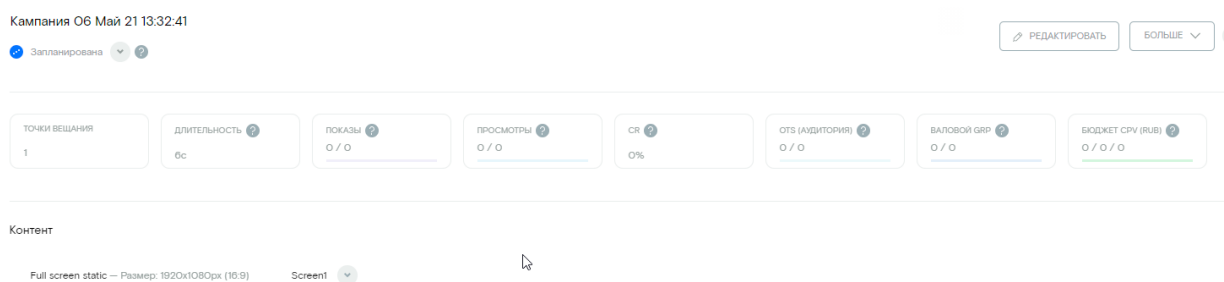 Кампания 06 Май 21 13:32:41
Запланирована ?
РЕДАКТИРОВАТЬ
БОЛЬШЕ
ТОЧКИ ВЕЩАНИЯ
1
ДЛИТЕЛЬНОСТЬ ?
6с
ПОКАЗЫ ?
0 / 0
ПРОСМОТРЫ ?
0 / 0
CR ?
0%
OTS (АУДИТОРИЯ) ?
0 / 0
ВАЛОВОЙ GRP ?
0 / 0
БЮДЖЕТ CPV (RUB) ?
0 / 0 / 0
Контент
Full screen static — Размер: 1920x1080px (16:9) Screen1